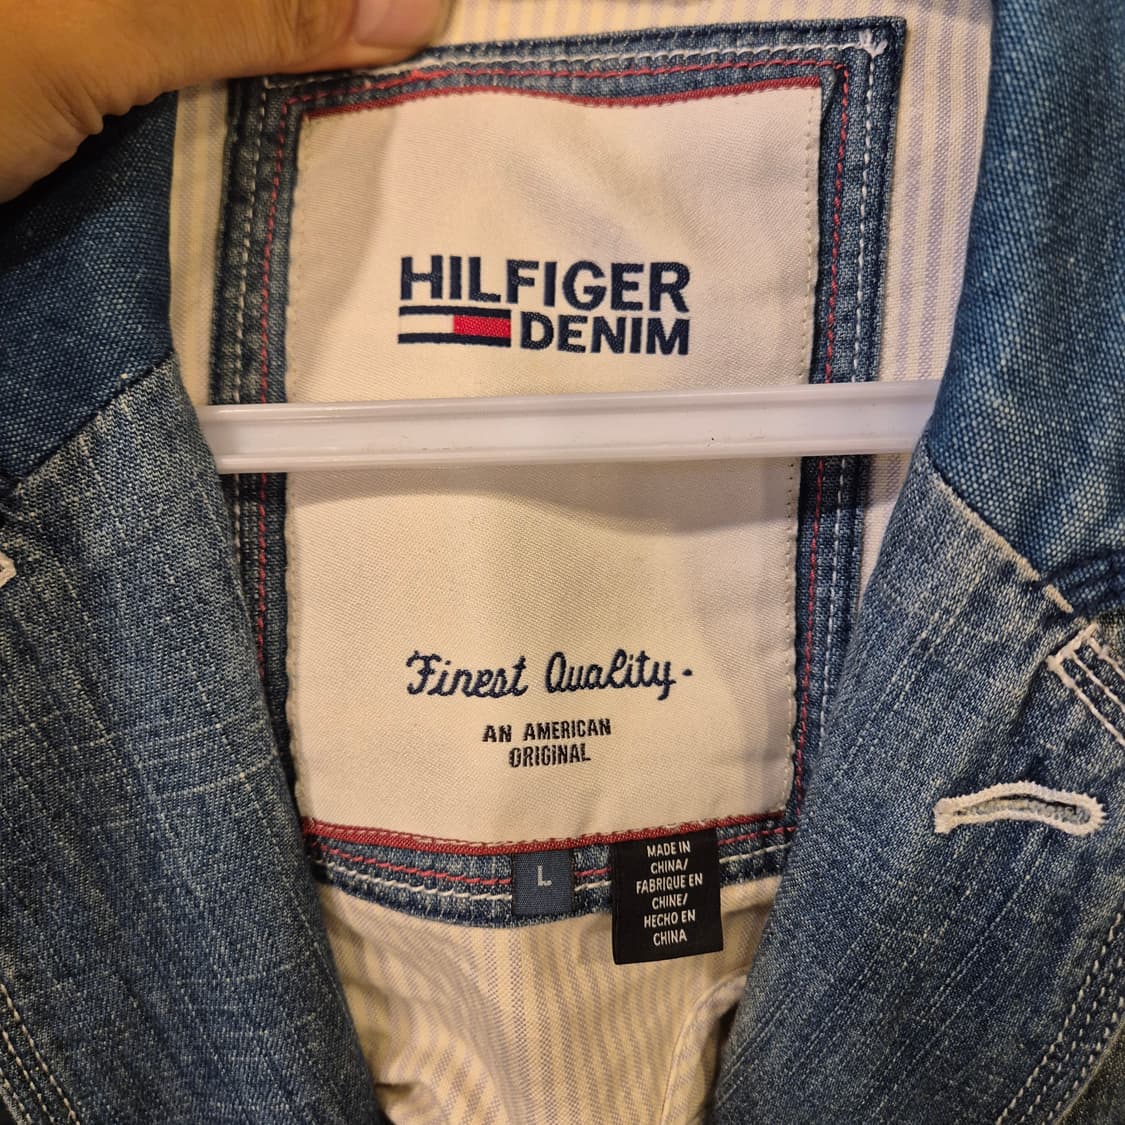 HILFIGER
DENIM
Finest Quality.
AN AMERICAN
ORIGINAL
L
MADE IN
CHINA/
FABRIQUE EN
CHINE/
HECHO EN
CHINA